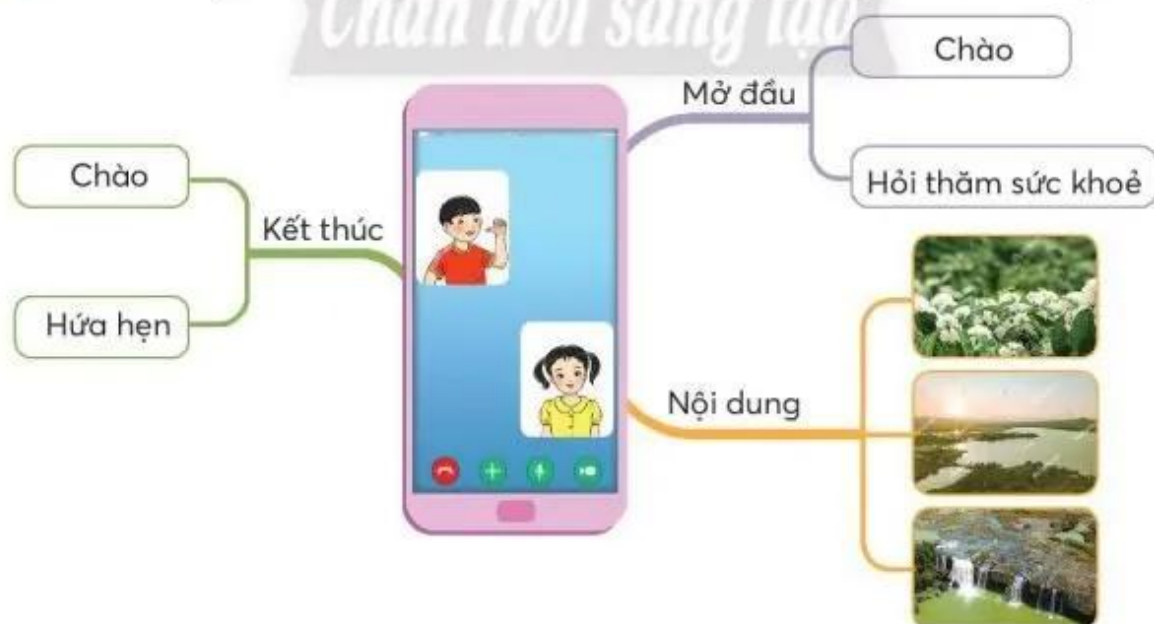 Chân trời sáng tạo
Mở đầu
Chào
Hỏi thăm sức khoẻ
Nội dung
Kết thúc
Chào
Hứa hẹn